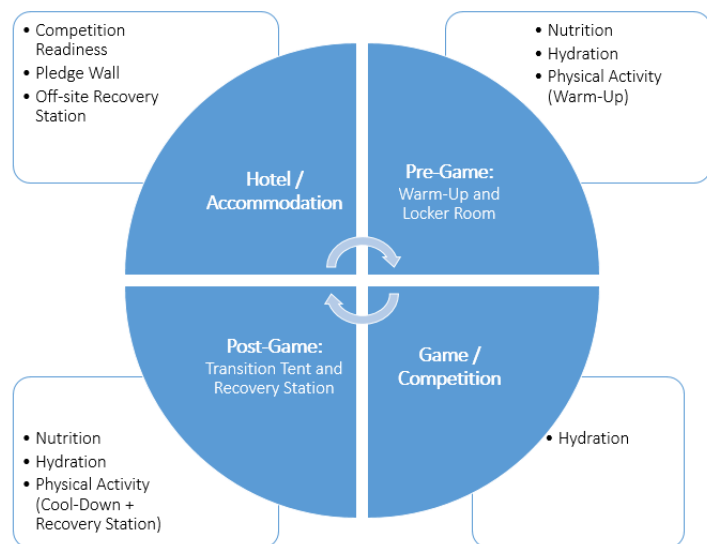 • Competition
Readiness
• Pledge Wall
• Off-site Recovery
Station
• Nutrition
• Hydration
• Physical Activity
(Warm-Up)
Hotel /
Accommodation
Pre-Game:
Warm-Up and
Locker Room
Post-Game:
Transition Tent and
Recovery Station
Game /
Competition
• Nutrition
• Hydration
• Physical Activity
(Cool-Down +
Recovery Station)
• Hydration